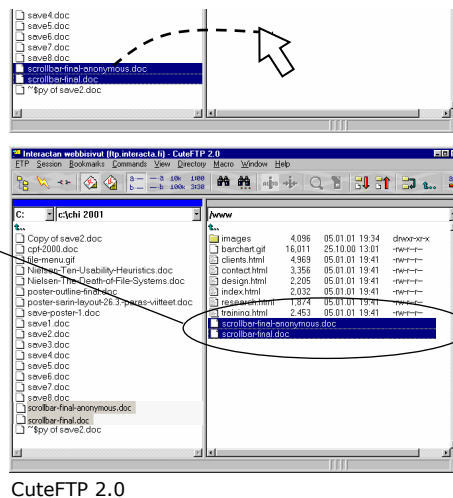 save4.doc
save5.doc
save6.doc
save7.doc
save8.doc
scrollbar-final-anonymous.doc
scrollbar-final.doc
~$py of save2.doc
Interactan webbisivut (ftp.interacta.fi) - CuteFTP 2.0
FTP Session Bookmarks Commands View Directory Macro Window Help
C: c:\chi 2001
/www
Copy of save2.doc
cpt-2000.doc
file-menu.gif
Nielsen-Ten-Usability-Heuristics.doc
Nielsen-The-Death-of-File-Systems.doc
poster-outline-final.doc
poster-sarin-layout-26.3.-paras-viitteet.doc
save-poster-1.doc
save1.doc
save2.doc
save3.doc
save4.doc
save5.doc
save6.doc
save7.doc
save8.doc
scrollbar-final-anonymous.doc
scrollbar-final.doc
~$py of save2.doc
images 4,096 05.01.01 19:34 drwxr-xr-x
barchart.gif 16,011 25.10.00 13:01 -rw-r--r--
clients.html 4,969 05.01.01 19:41 -rw-r--r--
contact.html 3,356 05.01.01 19:41 -rw-r--r--
design.html 2,205 05.01.01 19:41 -rw-r--r--
index.html 2,032 05.01.01 19:41 -rw-r--r--
research.html 1,874 05.01.01 19:41 -rw-r--r--
training.html 2,453 05.01.01 19:41 -rw-r--r--
scrollbar-final-anonymous.doc
scrollbar-final.doc
CuteFTP 2.0